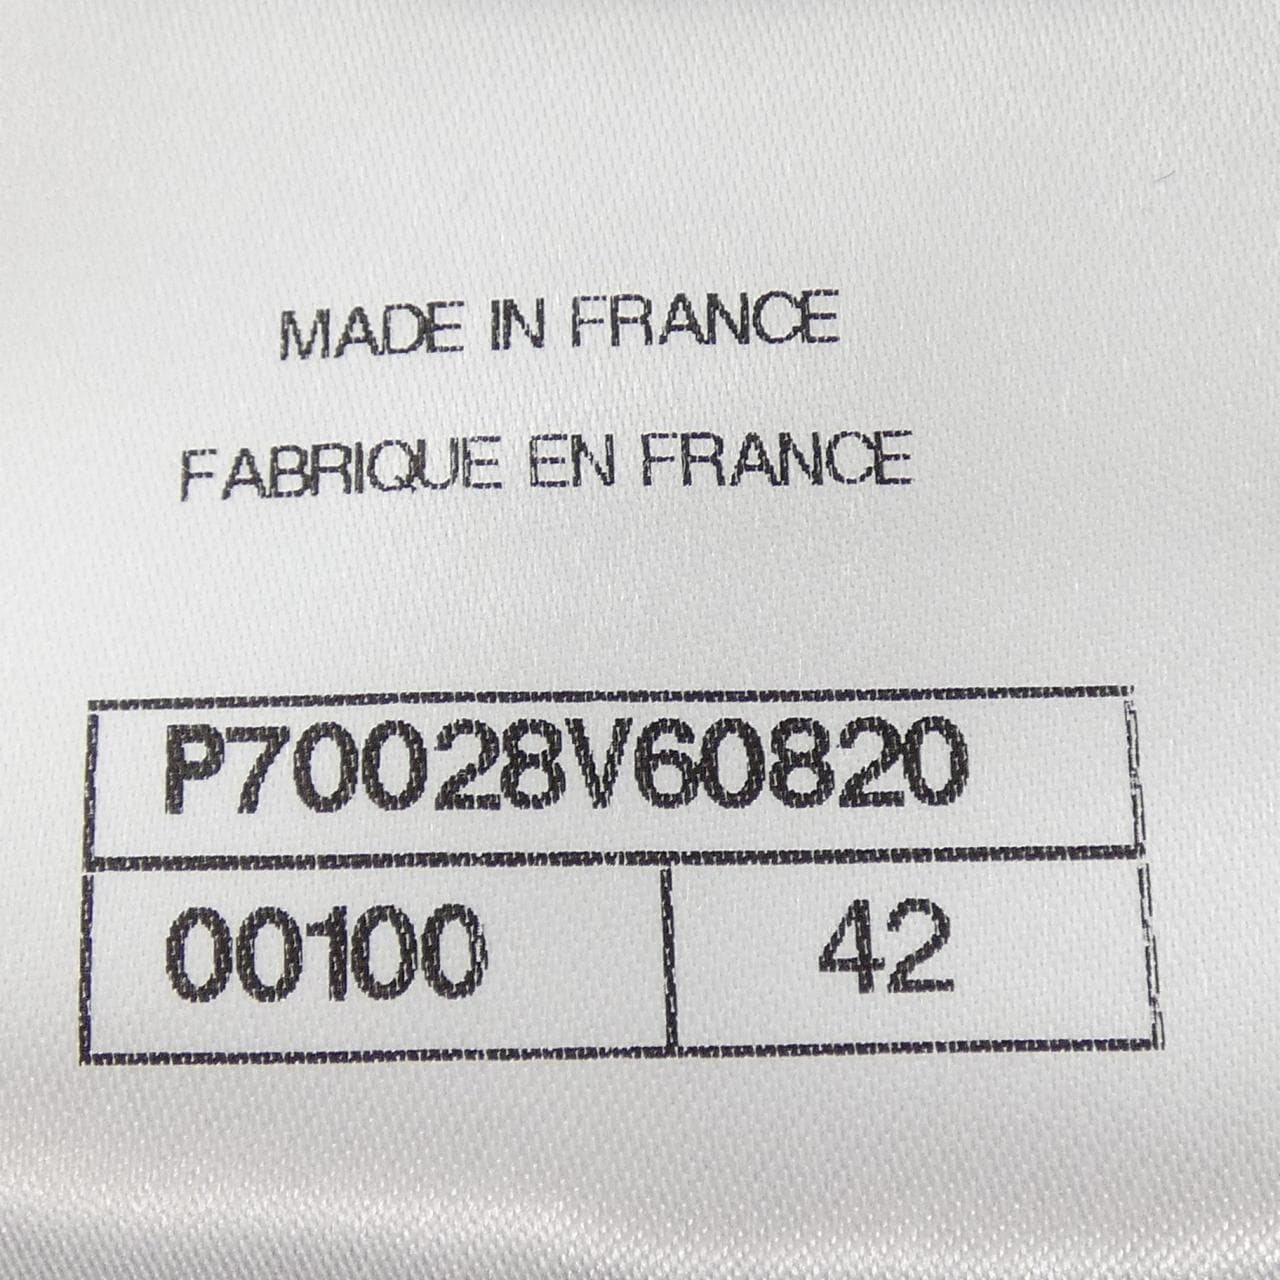 MADE IN FRANCE
FABRIQUE EN FRANCE
P70028V60820
00100 42